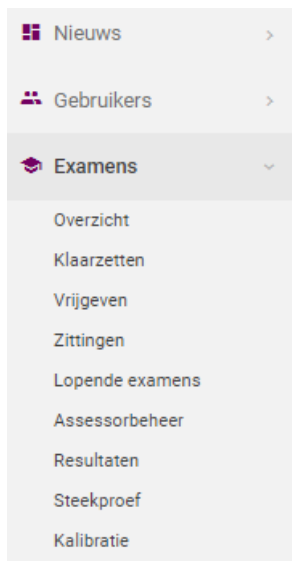 Nieuws
Gebruikers
Examens
Overzicht
Klaarzetten
Vrijgeven
Zittingen
Lopende examens
Assessorbeheer
Resultaten
Steekproef
Kalibratie